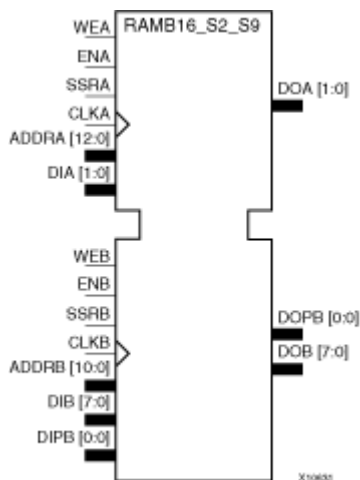 RAMB16_S2_S9
WEA
ENA
SSRA
CLKA
ADDRA [12:0]
DIA [1:0]
DOA [1:0]
WEB
ENB
SSRB
CLKB
ADDRB [10:0]
DIB [7:0]
DIPB [0:0]
DOPB [0:0]
DOB [7:0]